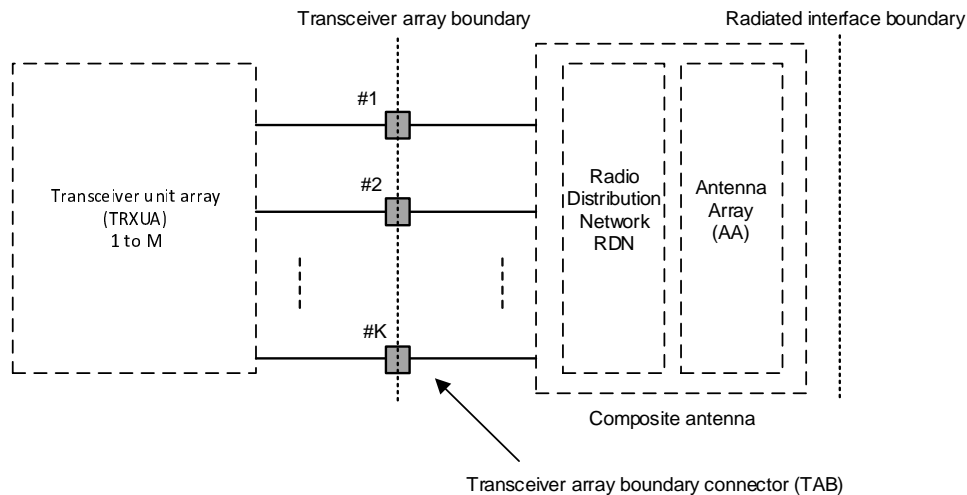 Transceiver array boundary
Radiated interface boundary
#1
#2
#K
Transceiver unit array
(TRXUA)
1 to M
Radio
Distribution
Network
RDN
Antenna
Array
(AA)
Composite antenna
Transceiver array boundary connector (TAB)